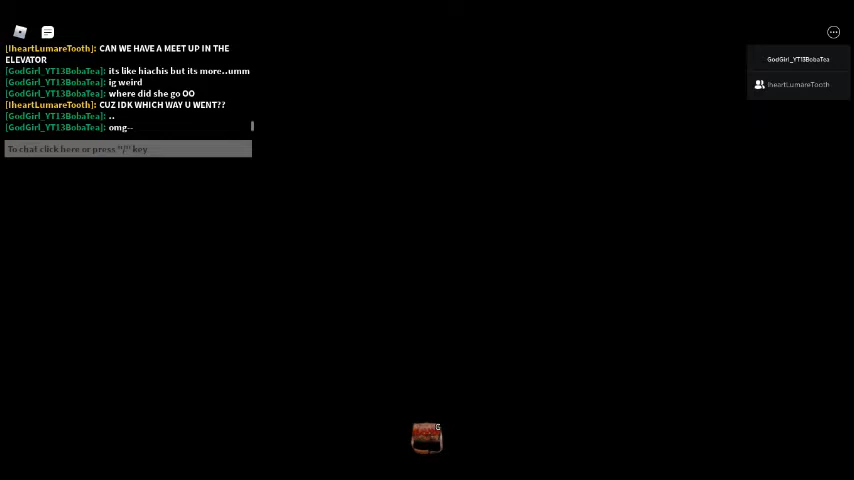 [IheartLumareTooth]: CAN WE HAVE A MEET UP IN THE
ELEVATOR
[GodGirl_YT13BobaTea]: its like hiachis but its more..umm
[GodGirl_YT13BobaTea]: ig weird
[GodGirl_YT13BobaTea]: where did she go OO
[IheartLumareTooth]: CUZ IDK WHICH WAY U WENT??
[GodGirl_YT13BobaTea]: ..
[GodGirl_YT13BobaTea]: omg--
To chat click here or press "/" key
GodGirl_YT13BobaTea
IheartLumareTooth